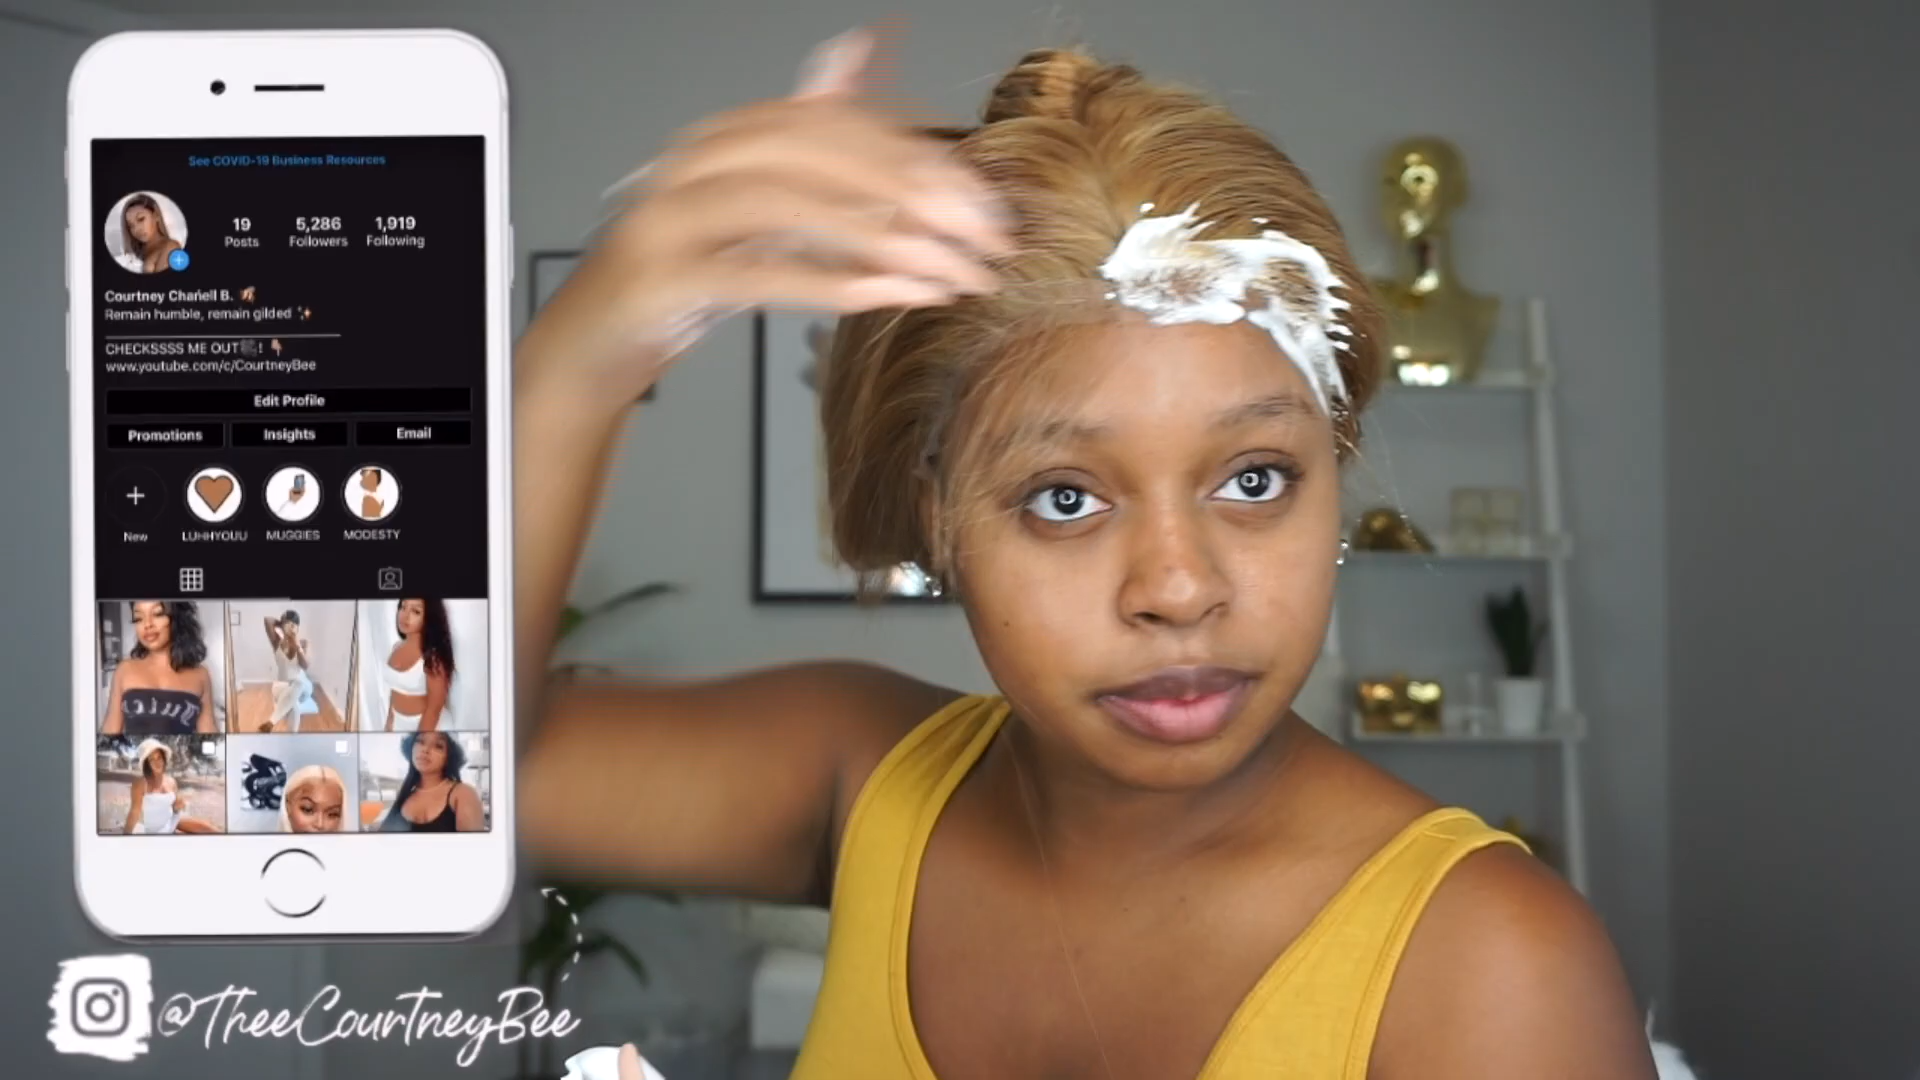 See COVID-19 Business Resources
19 5,286 1,919
Posts Followers Following
Courtney Chanell B.
Remain humble, remain gilded ✨
CHECKSSSS ME OUT ! 👇🏽
www.youtube.com/c/CourtneyBee
Edit Profile
Promotions Insights Email
New LUHHYOUU MUGGIES MODESTY
@TheeCourtneyBee